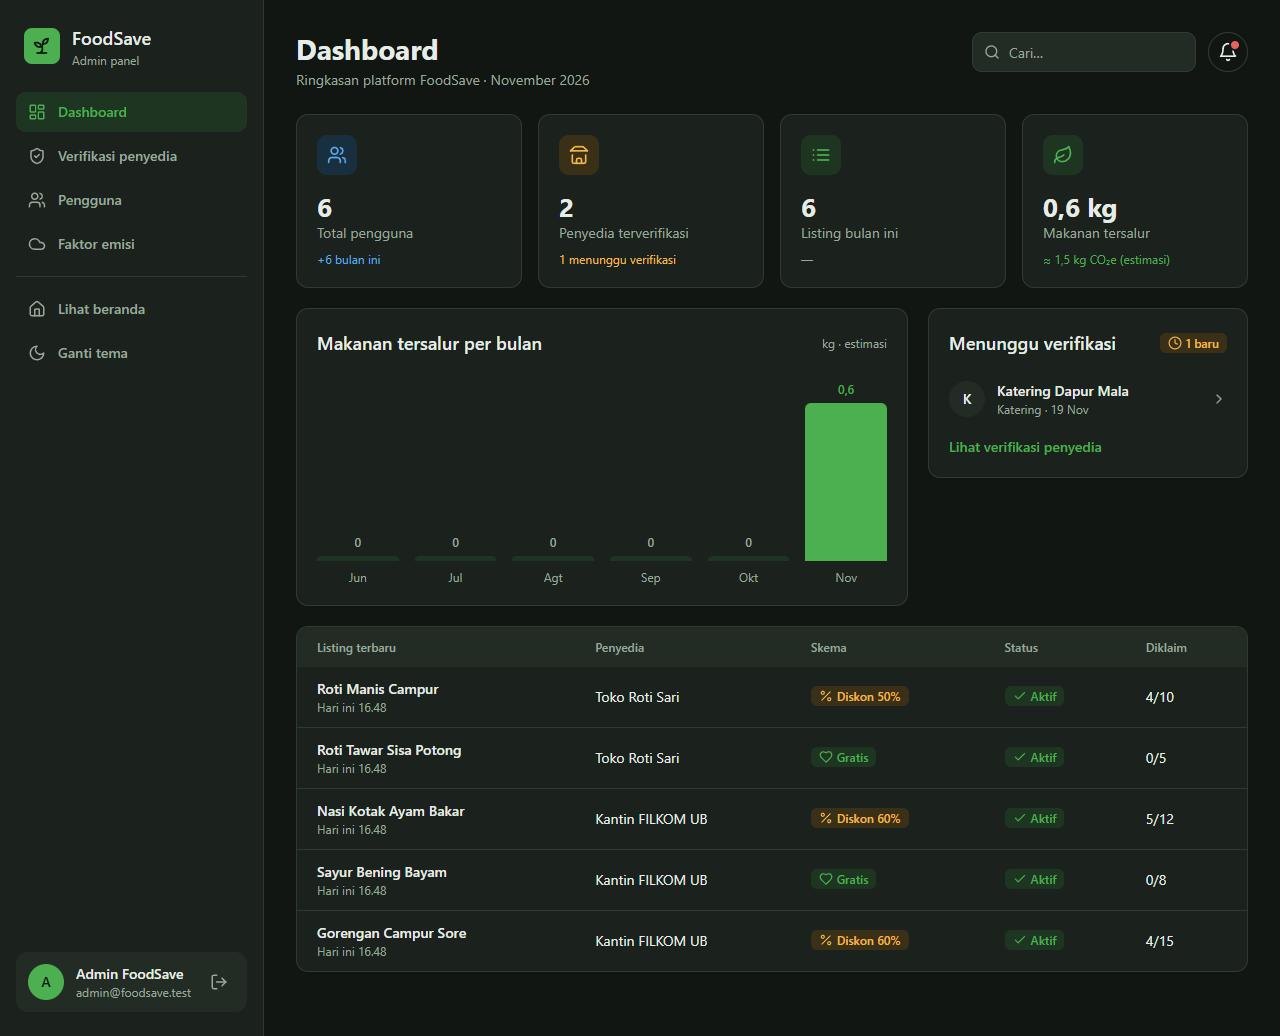 FoodSave
Admin panel
Dashboard
Verifikasi penyedia
Pengguna
Faktor emisi
Lihat beranda
Ganti tema
A
Admin FoodSave
admin@foodsave.test
Dashboard
Ringkasan platform FoodSave · November 2026
Cari...
6
Total pengguna
+6 bulan ini
2
Penyedia terverifikasi
1 menunggu verifikasi
6
Listing bulan ini
—
0,6 kg
Makanan tersalur
≈ 1,5 kg CO₂e (estimasi)
Makanan tersalur per bulan
kg · estimasi
0 0 0 0 0 0,6
Jun Jul Agt Sep Okt Nov
Menunggu verifikasi
1 baru
K
Katering Dapur Mala
Katering · 19 Nov
Lihat verifikasi penyedia
Listing terbaru Penyedia Skema Status Diklaim
Roti Manis Campur
Hari ini 16.48
Toko Roti Sari Diskon 50% Aktif 4/10
Roti Tawar Sisa Potong
Hari ini 16.48
Toko Roti Sari Gratis Aktif 0/5
Nasi Kotak Ayam Bakar
Hari ini 16.48
Kantin FILKOM UB Diskon 60% Aktif 5/12
Sayur Bening Bayam
Hari ini 16.48
Kantin FILKOM UB Gratis Aktif 0/8
Gorengan Campur Sore
Hari ini 16.48
Kantin FILKOM UB Diskon 60% Aktif 4/15